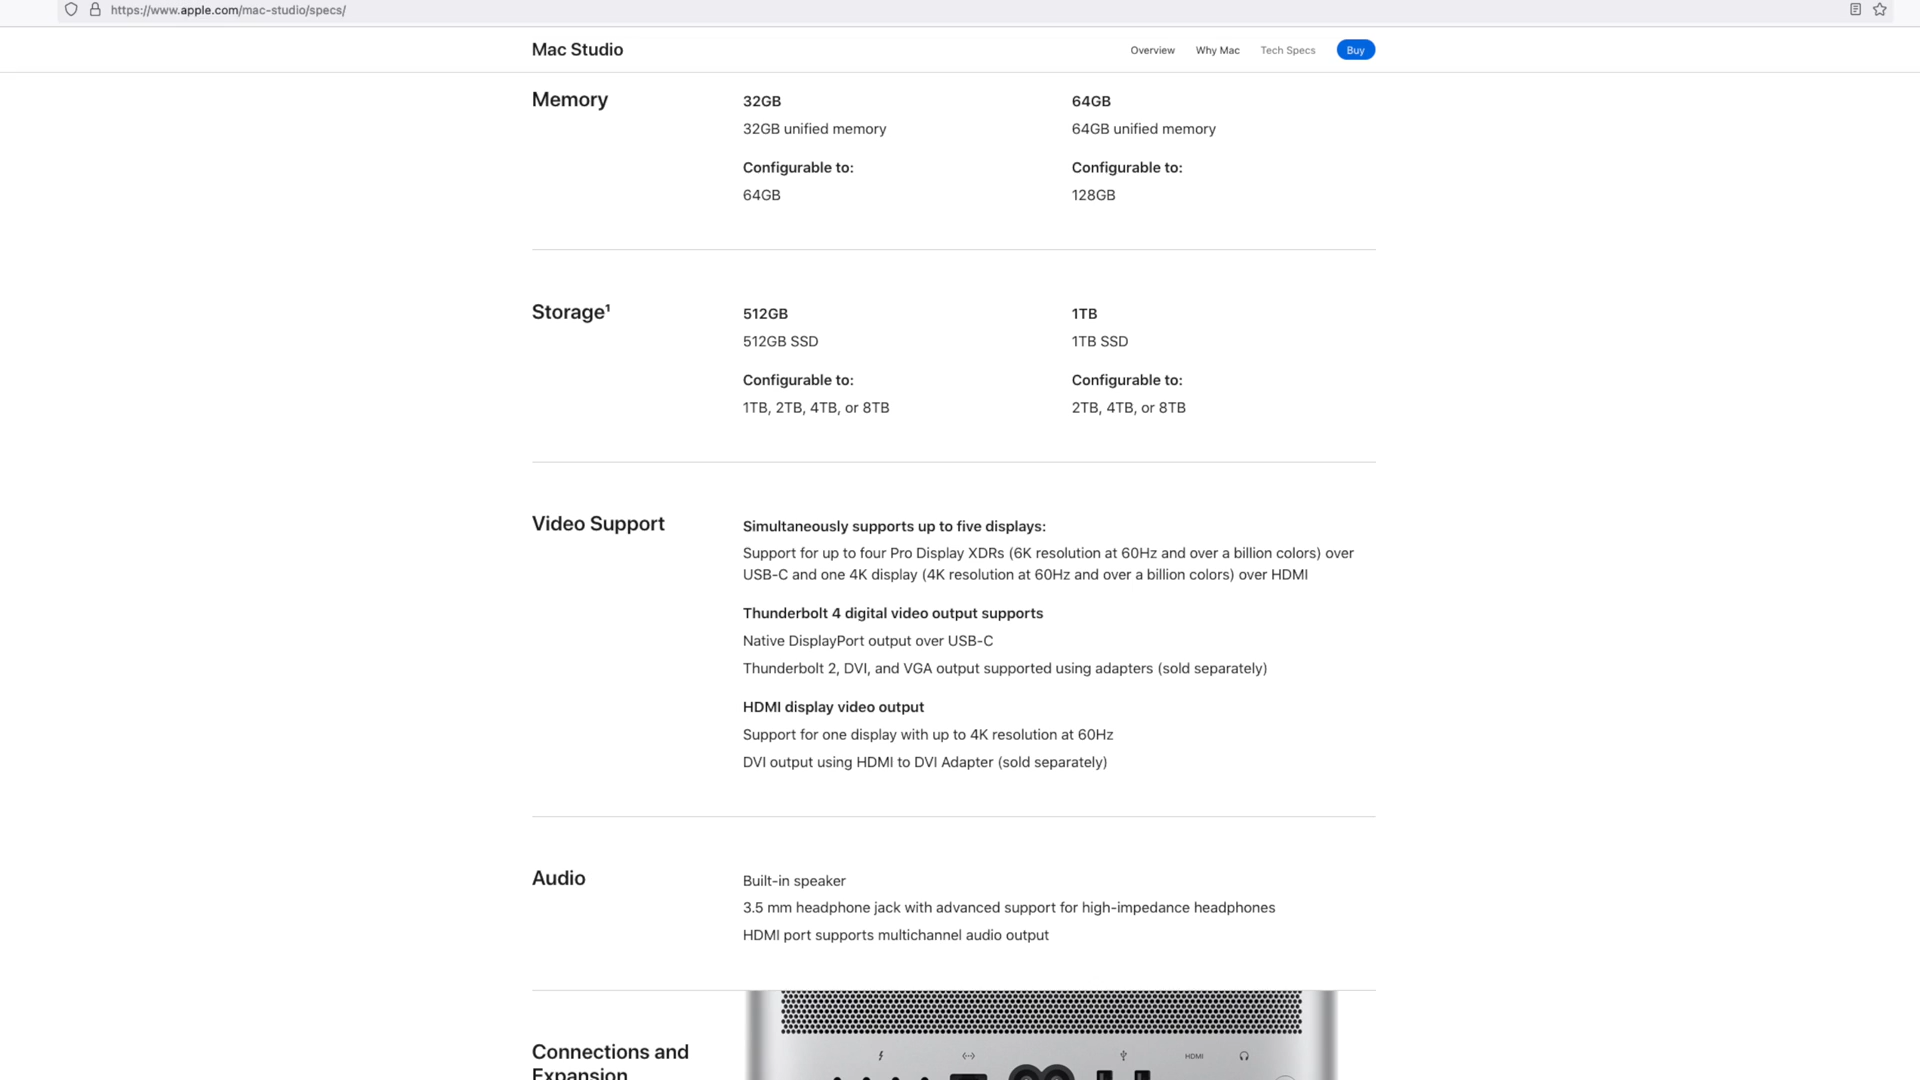 https://www.apple.com/mac-studio/specs/
Mac Studio
Overview Why Mac Tech Specs Buy
Memory
32GB 64GB
32GB unified memory 64GB unified memory
Configurable to: Configurable to:
64GB 128GB
Storage¹
512GB 1TB
512GB SSD 1TB SSD
Configurable to: Configurable to:
1TB, 2TB, 4TB, or 8TB 2TB, 4TB, or 8TB
Video Support
Simultaneously supports up to five displays:
Support for up to four Pro Display XDRs (6K resolution at 60Hz and over a billion colors) over
USB-C and one 4K display (4K resolution at 60Hz and over a billion colors) over HDMI
Thunderbolt 4 digital video output supports
Native DisplayPort output over USB-C
Thunderbolt 2, DVI, and VGA output supported using adapters (sold separately)
HDMI display video output
Support for one display with up to 4K resolution at 60Hz
DVI output using HDMI to DVI Adapter (sold separately)
Audio
Built-in speaker
3.5 mm headphone jack with advanced support for high-impedance headphones
HDMI port supports multichannel audio output
Connections and
Expansion
HDMI